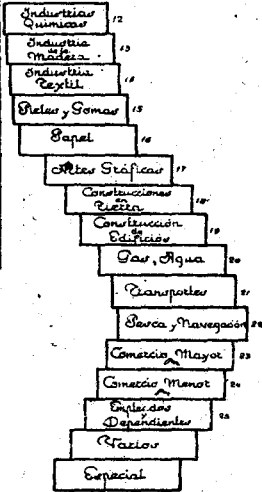 Industrias
Químicas 12
Industria
de la
Madera 13
Industria
Textil 14
Pieles y Gomas 15
Papel 16
Artes Gráficas 17
Construcciones
en
Tierra 18
Construcción
de
Edificios 19
Gas, Agua 20
Transportes 21
Pesca y Navegación 22
Comercio Mayor 23
Comercio Menor 24
Empleados
y
Dependientes 25
Varios
Especial